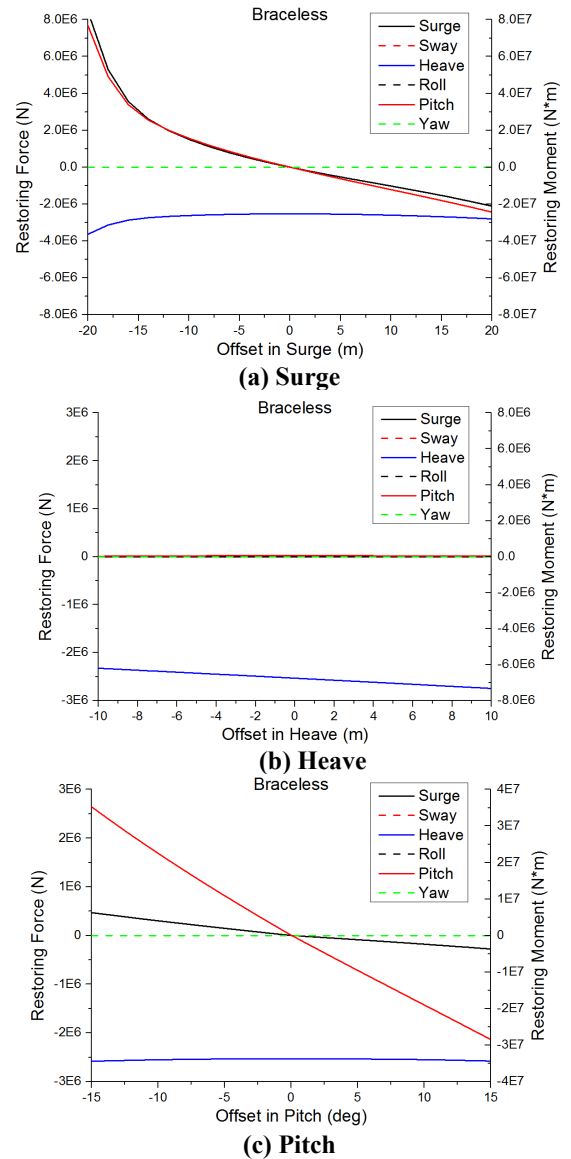 Braceless
Surge
Sway
Heave
Roll
Pitch
Yaw
8.0E6
6.0E6
4.0E6
2.0E6
0.0
-2.0E6
-4.0E6
-6.0E6
-8.0E6
Restoring Force (N)
8.0E7
6.0E7
4.0E7
2.0E7
0.0
-2.0E7
-4.0E7
-6.0E7
-8.0E7
Restoring Moment (N*m)
-20 -15 -10 -5 0 5 10 15 20
Offset in Surge (m)
(a) Surge
Braceless
Surge
Sway
Heave
Roll
Pitch
Yaw
3E6
2E6
1E6
0
-1E6
-2E6
-3E6
Restoring Force (N)
8.0E6
6.0E6
4.0E6
2.0E6
0.0
-2.0E6
-4.0E6
-6.0E6
-8.0E6
Restoring Moment (N*m)
-10 -8 -6 -4 -2 0 2 4 6 8 10
Offset in Heave (m)
(b) Heave
Braceless
Surge
Sway
Heave
Roll
Pitch
Yaw
3E6
2E6
1E6
0
-1E6
-2E6
-3E6
Restoring Force (N)
4E7
3E7
2E7
1E7
0
-1E7
-2E7
-3E7
-4E7
Restoring Moment (N*m)
-15 -10 -5 0 5 10 15
Offset in Pitch (deg)
(c) Pitch